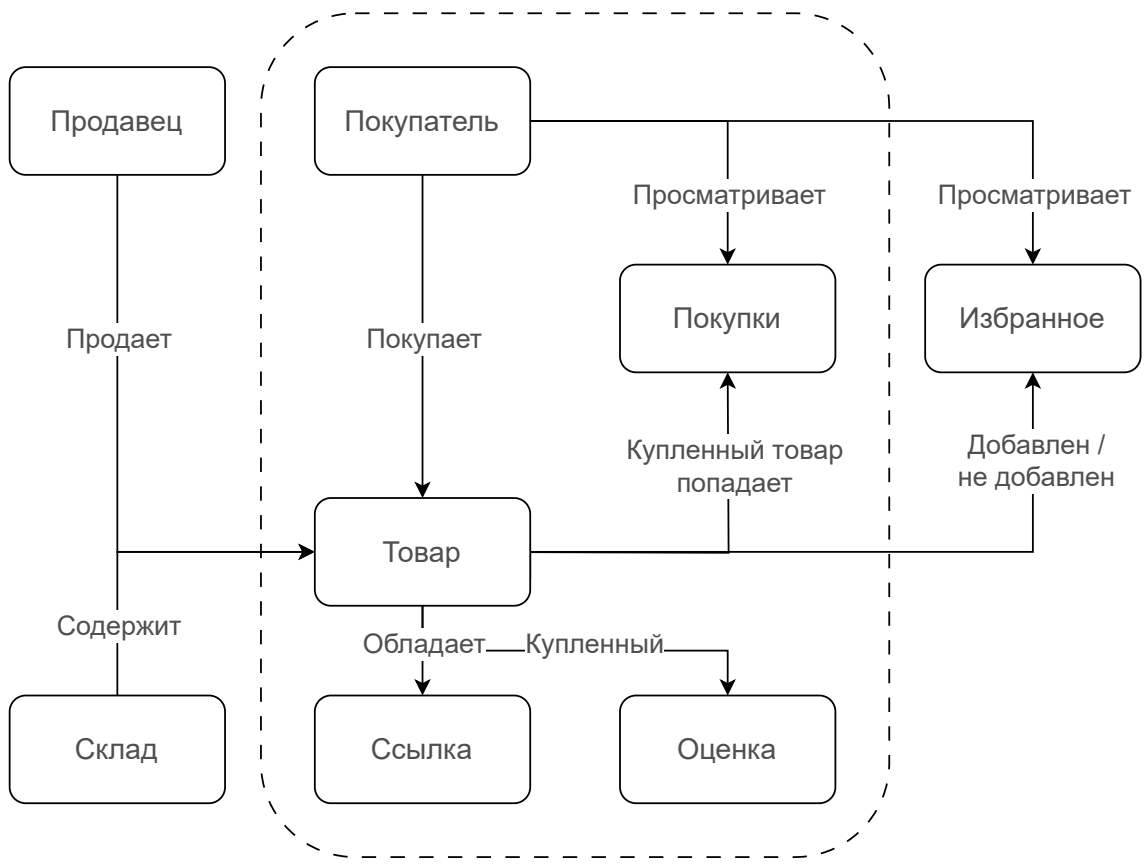 Продавец
Покупатель
Просматривает
Просматривает
Покупки
Избранное
Продает
Покупает
Купленный товар
попадает
Добавлен /
не добавлен
Товар
Содержит
Обладает
Купленный
Склад
Ссылка
Оценка